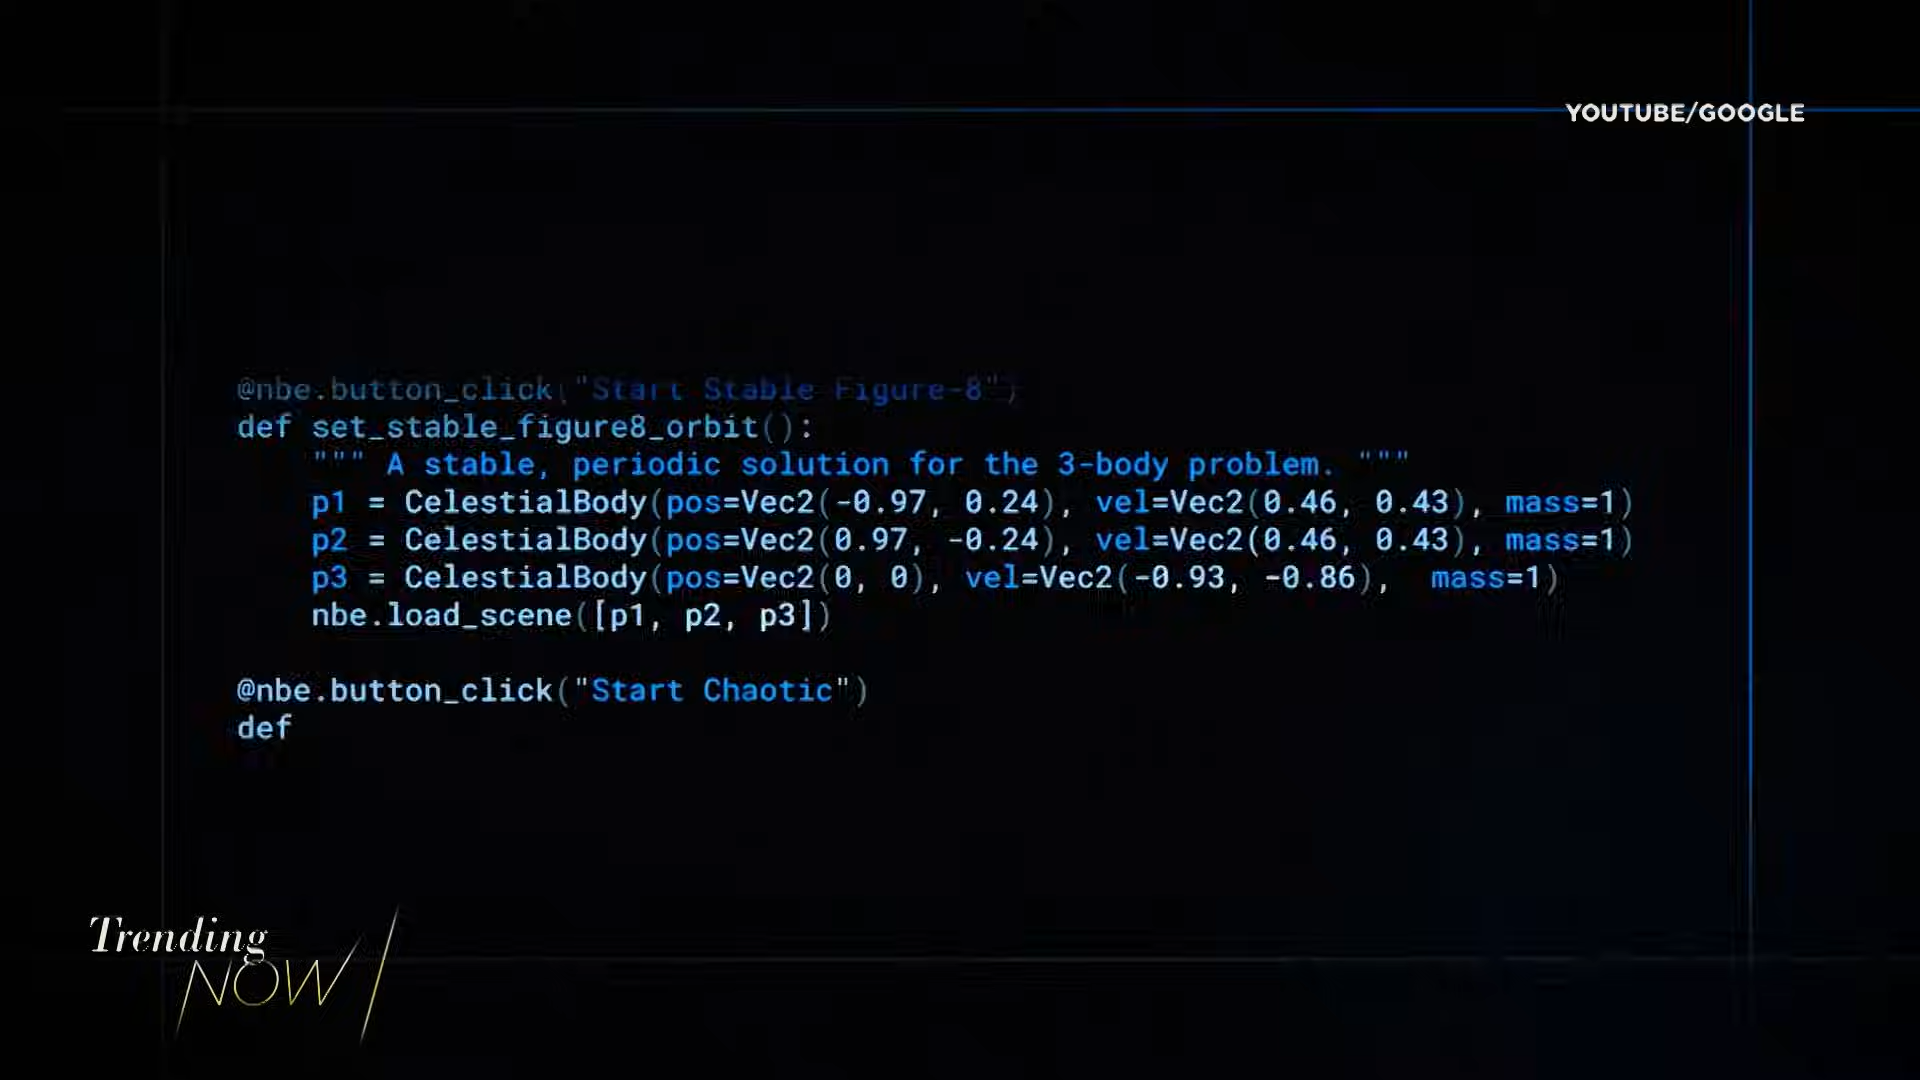 YOUTUBE/GOOGLE
@nbe.button_click("Start Stable Figure-8")
def set_stable_figure8_orbit():
    """ A stable, periodic solution for the 3-body problem. """
    p1 = CelestialBody(pos=Vec2(-0.97, 0.24), vel=Vec2(0.46, 0.43), mass=1)
    p2 = CelestialBody(pos=Vec2(0.97, -0.24), vel=Vec2(0.46, 0.43), mass=1)
    p3 = CelestialBody(pos=Vec2(0, 0), vel=Vec2(-0.93, -0.86),  mass=1)
    nbe.load_scene([p1, p2, p3])
@nbe.button_click("Start Chaotic")
def
Trending
NOW